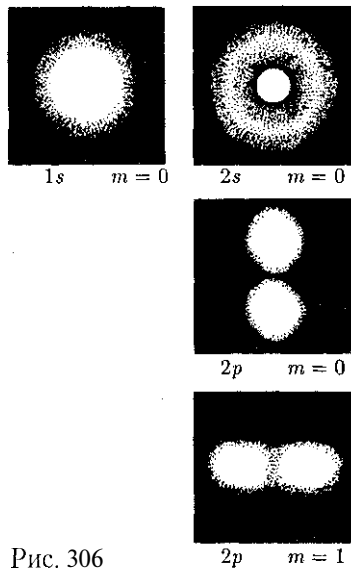 1s m = 0
2s m = 0
2p m = 0
2p m = 1
Рис. 306